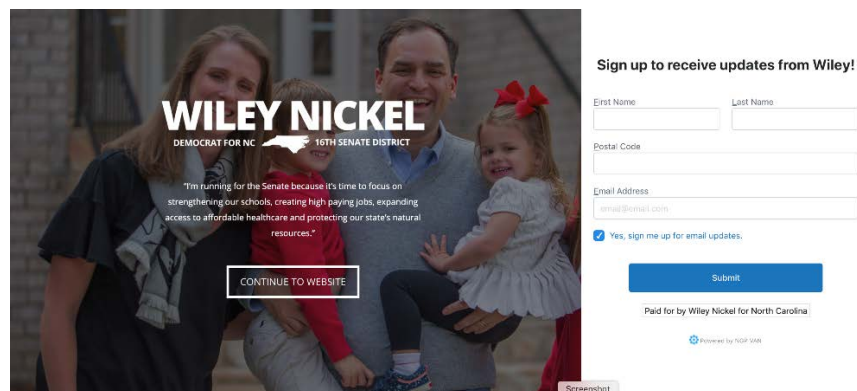 WILEY NICKEL
DEMOCRAT FOR NC 16TH SENATE DISTRICT
"I'm running for the Senate because it's time to focus on
strengthening our schools, creating high paying jobs, expanding
access to affordable healthcare and protecting our state's natural
resources."
CONTINUE TO WEBSITE
Sign up to receive updates from Wiley!
First Name Last Name
Postal Code
Email Address
email@email.com
Yes, sign me up for email updates.
Submit
Paid for by Wiley Nickel for North Carolina
Powered by NGP VAN
Screenshot